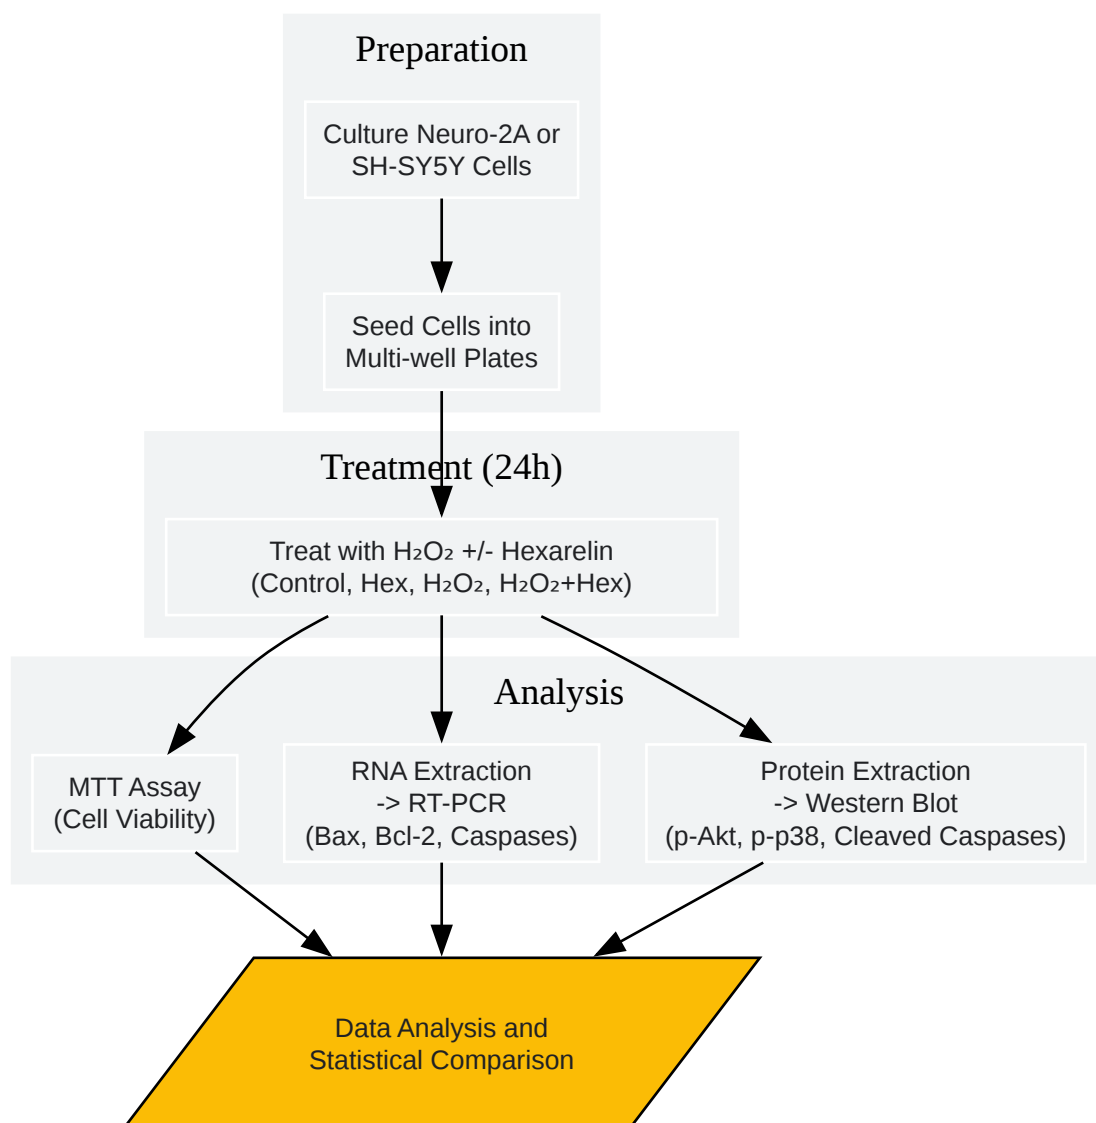 Preparation
Culture Neuro-2A or
SH-SY5Y Cells
Seed Cells into
Multi-well Plates
Treatment (24h)
Treat with H₂O₂ +/- Hexarelin
(Control, Hex, H₂O₂, H₂O₂+Hex)
Analysis
MTT Assay
(Cell Viability)
RNA Extraction
-> RT-PCR
(Bax, Bcl-2, Caspases)
Protein Extraction
-> Western Blot
(p-Akt, p-p38, Cleaved Caspases)
Data Analysis and
Statistical Comparison